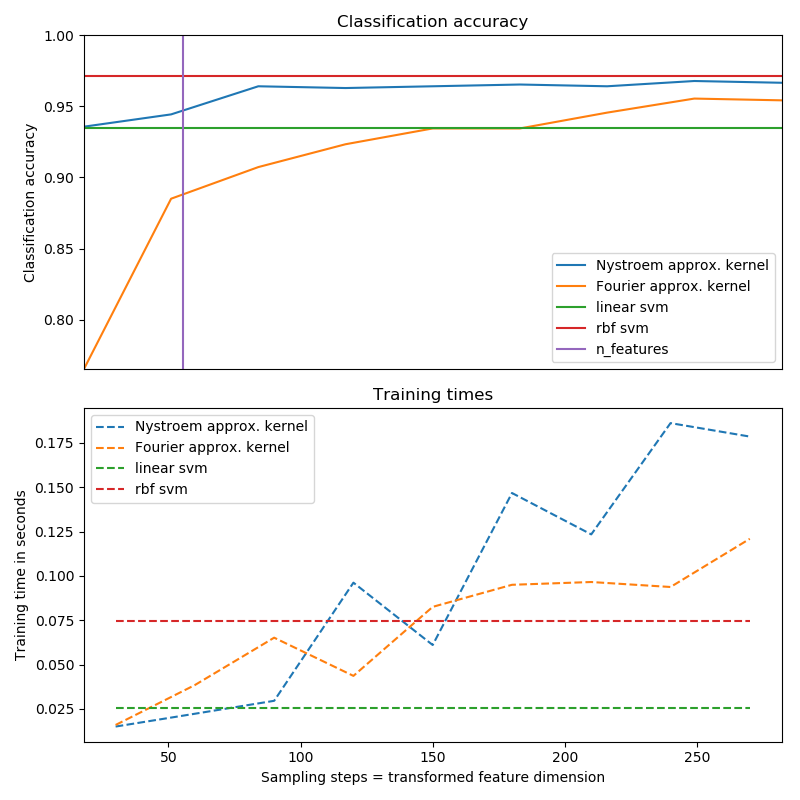 Classification accuracy
1.00
0.95
0.90
0.85
0.80
Classification accuracy
Nystroem approx. kernel
Fourier approx. kernel
linear svm
rbf svm
n_features
Training times
0.175
0.150
0.125
0.100
0.075
0.050
0.025
Training time in seconds
Nystroem approx. kernel
Fourier approx. kernel
linear svm
rbf svm
50 100 150 200 250
Sampling steps = transformed feature dimension